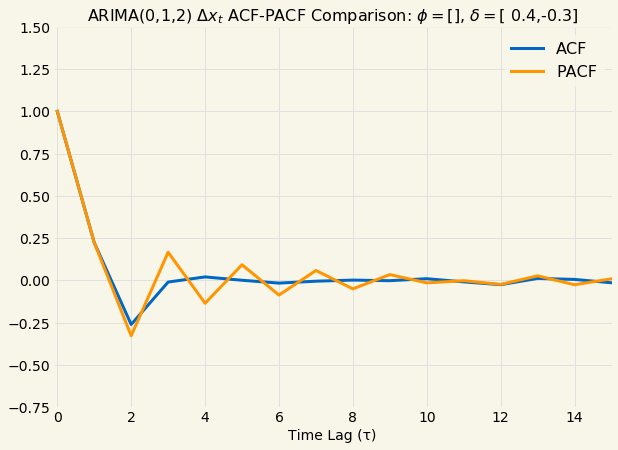 ARIMA(0,1,2) Δx_t ACF-PACF Comparison: ϕ = [], δ = [ 0.4,-0.3]
1.50
1.25
1.00
0.75
0.50
0.25
0.00
−0.25
−0.50
−0.75
ACF
PACF
0 2 4 6 8 10 12 14
Time Lag (τ)